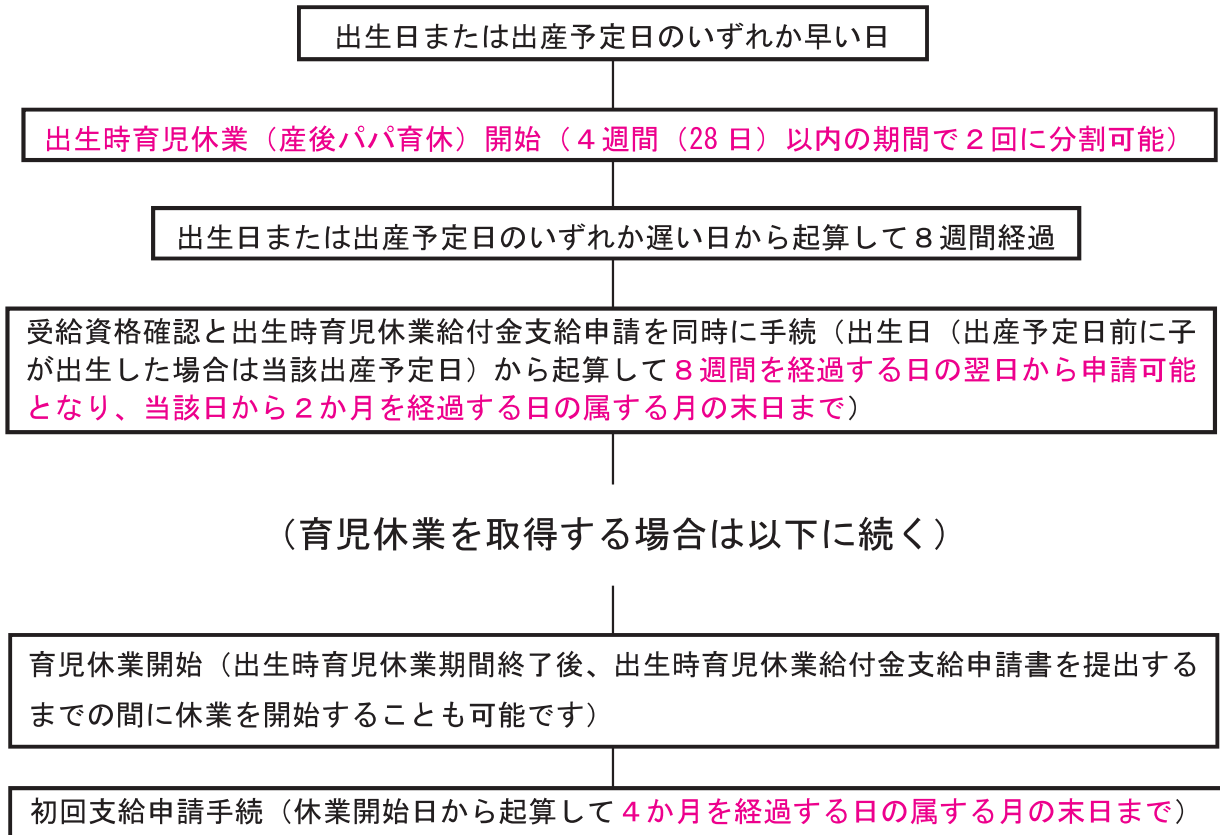 出生日または出産予定日のいずれか早い日
出生時育児休業（産後パパ育休）開始（４週間（28 日）以内の期間で２回に分割可能）
出生日または出産予定日のいずれか遅い日から起算して８週間経過
受給資格確認と出生時育児休業給付金支給申請を同時に手続（出生日（出産予定日前に子
が出生した場合は当該出産予定日）から起算して８週間を経過する日の翌日から申請可能
となり、当該日から２か月を経過する日の属する月の末日まで）
（育児休業を取得する場合は以下に続く）
育児休業開始（出生時育児休業期間終了後、出生時育児休業給付金支給申請書を提出する
までの間に休業を開始することも可能です）
初回支給申請手続（休業開始日から起算して４か月を経過する日の属する月の末日まで）